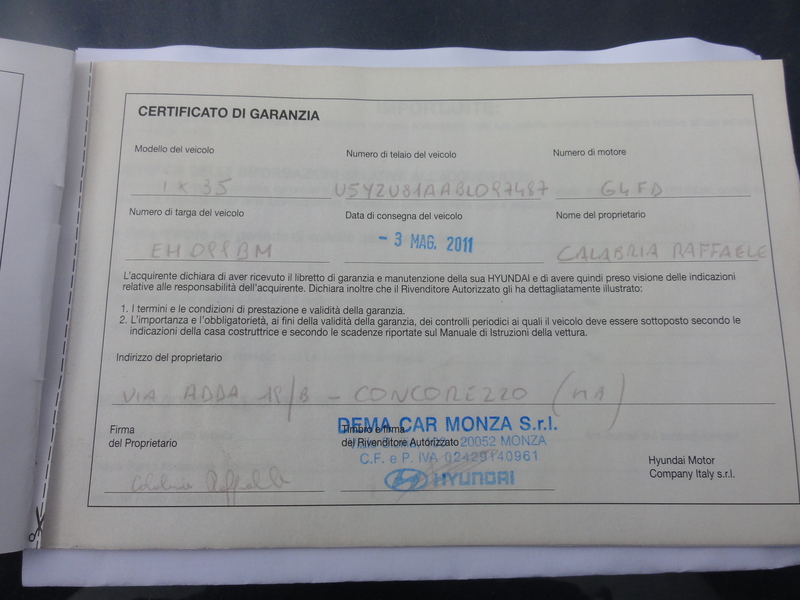 CERTIFICATO DI GARANZIA
Modello del veicolo
Numero di telaio del veicolo
Numero di motore
IX35
U5YZU81AABL097487
G4FD
Numero di targa del veicolo
Data di consegna del veicolo
Nome del proprietario
- 3 MAG. 2011
CALABRIA RAFFAELE
L'acquirente dichiara di aver ricevuto il libretto di garanzia e manutenzione della sua HYUNDAI e di avere quindi preso visione delle indicazioni
relative alle responsabilità dell'acquirente. Dichiara inoltre che il Rivenditore Autorizzato gli ha dettagliatamente illustrato:
1. I termini e le condizioni di prestazione e validità della garanzia.
2. L'importanza e l'obbligatorietà, ai fini della validità della garanzia, dei controlli periodici ai quali il veicolo deve essere sottoposto secondo le
indicazioni della casa costruttrice e secondo le scadenze riportate sul Manuale di Istruzioni della vettura.
Indirizzo del proprietario
VIA ADDA 18/B - CONCOREZZO (MA)
Firma
del Proprietario
Timbro e firma
del Rivenditore Autorizzato
DEMA CAR MONZA S.r.l.
20052 MONZA
C.F. e P. IVA 02429140961
HYUNDAI
Hyundai Motor
Company Italy s.r.l.